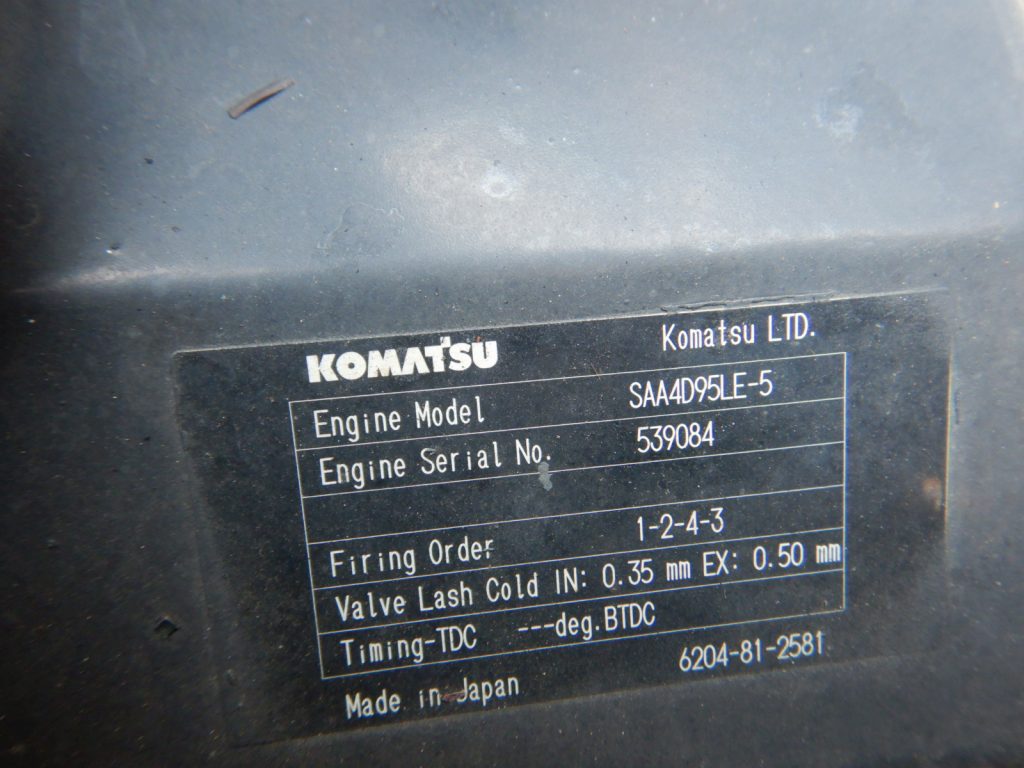 KOMATSU Komatsu LTD.
Engine Model SAA4D95LE-5
Engine Serial No. 539084
Firing Order 1-2-4-3
Valve Lash Cold IN: 0.35 mm EX: 0.50 mm
Timing-TDC ---deg.BTDC
Made in Japan 6204-81-2581